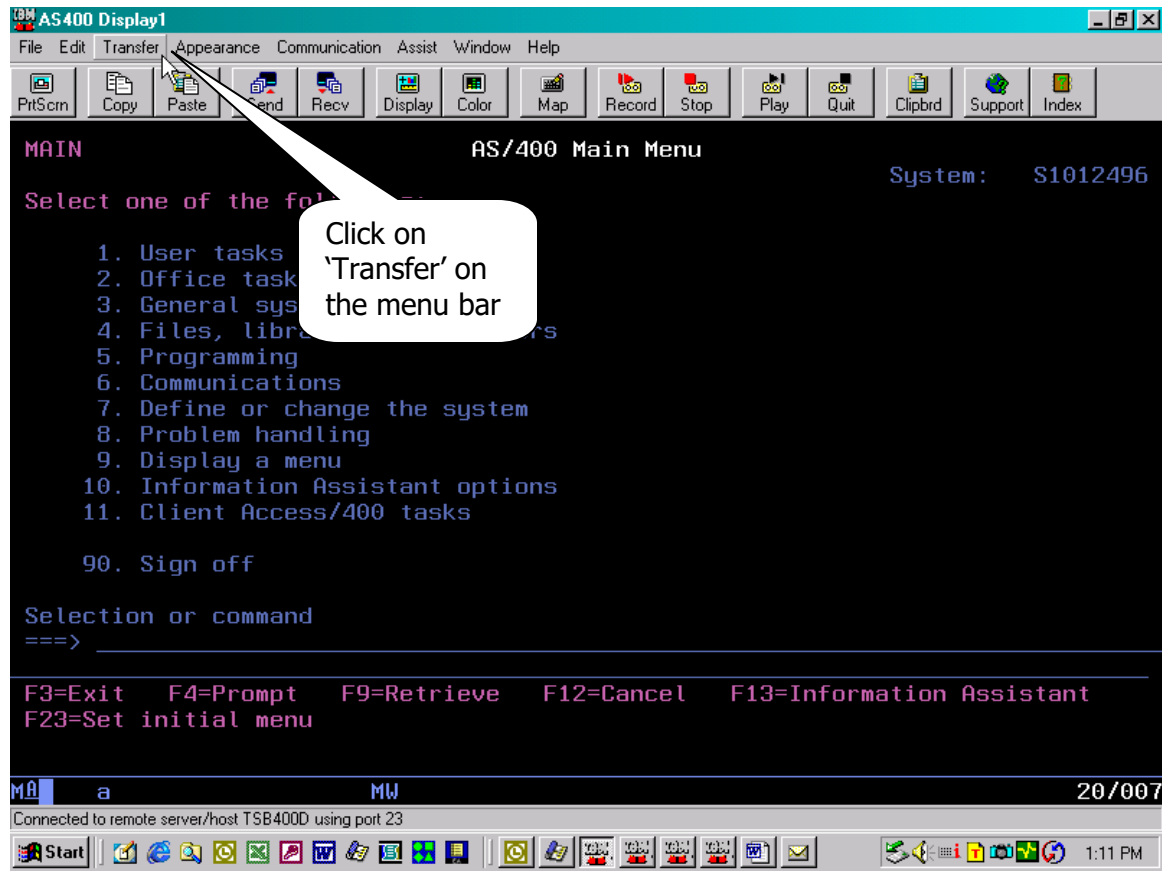 AS400 Display1
File Edit Transfer Appearance Communication Assist Window Help
PrtScrn Copy Paste Send Recv Display Color Map Record Stop Play Quit Clipbrd Support Index
MAIN AS/400 Main Menu
System: S1012496
Select one of the
Click on
‘Transfer’ on
the menu bar
1. User tasks
2. Office
3. General
4. Files,
5. Programming
6. Communications
7. Define or change the system
8. Problem handling
9. Display a menu
10. Information Assistant options
11. Client Access/400 tasks
90. Sign off
Selection or command
===>
F3=Exit F4=Prompt F9=Retrieve F12=Cancel F13=Information Assistant
F23=Set initial menu
MA a MW 20/007
Connected to remote server/host TSB400D using port 23
Start 1:11 PM